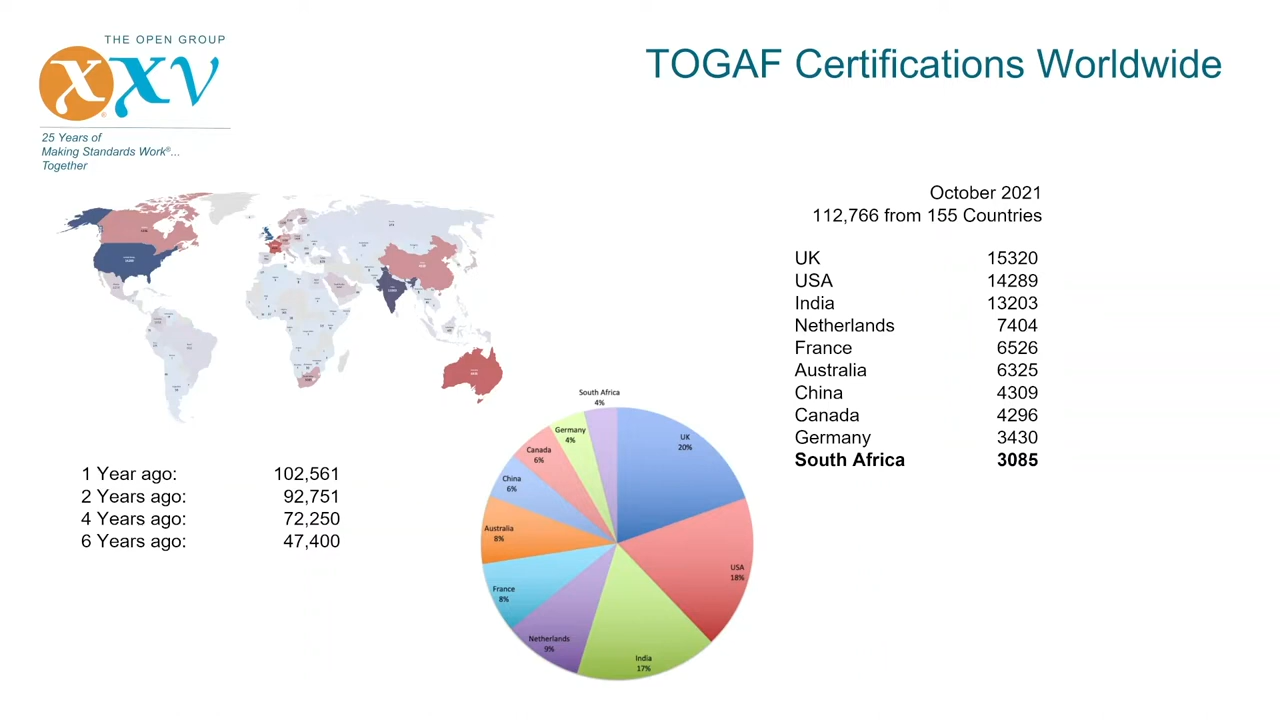 THE OPEN GROUP
XXV
25 Years of
Making Standards Work®...
Together
TOGAF Certifications Worldwide
October 2021
112,766 from 155 Countries
UK 15320
USA 14289
India 13203
Netherlands 7404
France 6526
Australia 6325
China 4309
Canada 4296
Germany 3430
South Africa 3085
1 Year ago: 102,561
2 Years ago: 92,751
4 Years ago: 72,250
6 Years ago: 47,400
South Africa
4%
UK
20%
USA
18%
India
17%
Netherlands
9%
France
8%
Australia
8%
China
6%
Canada
6%
Germany
4%